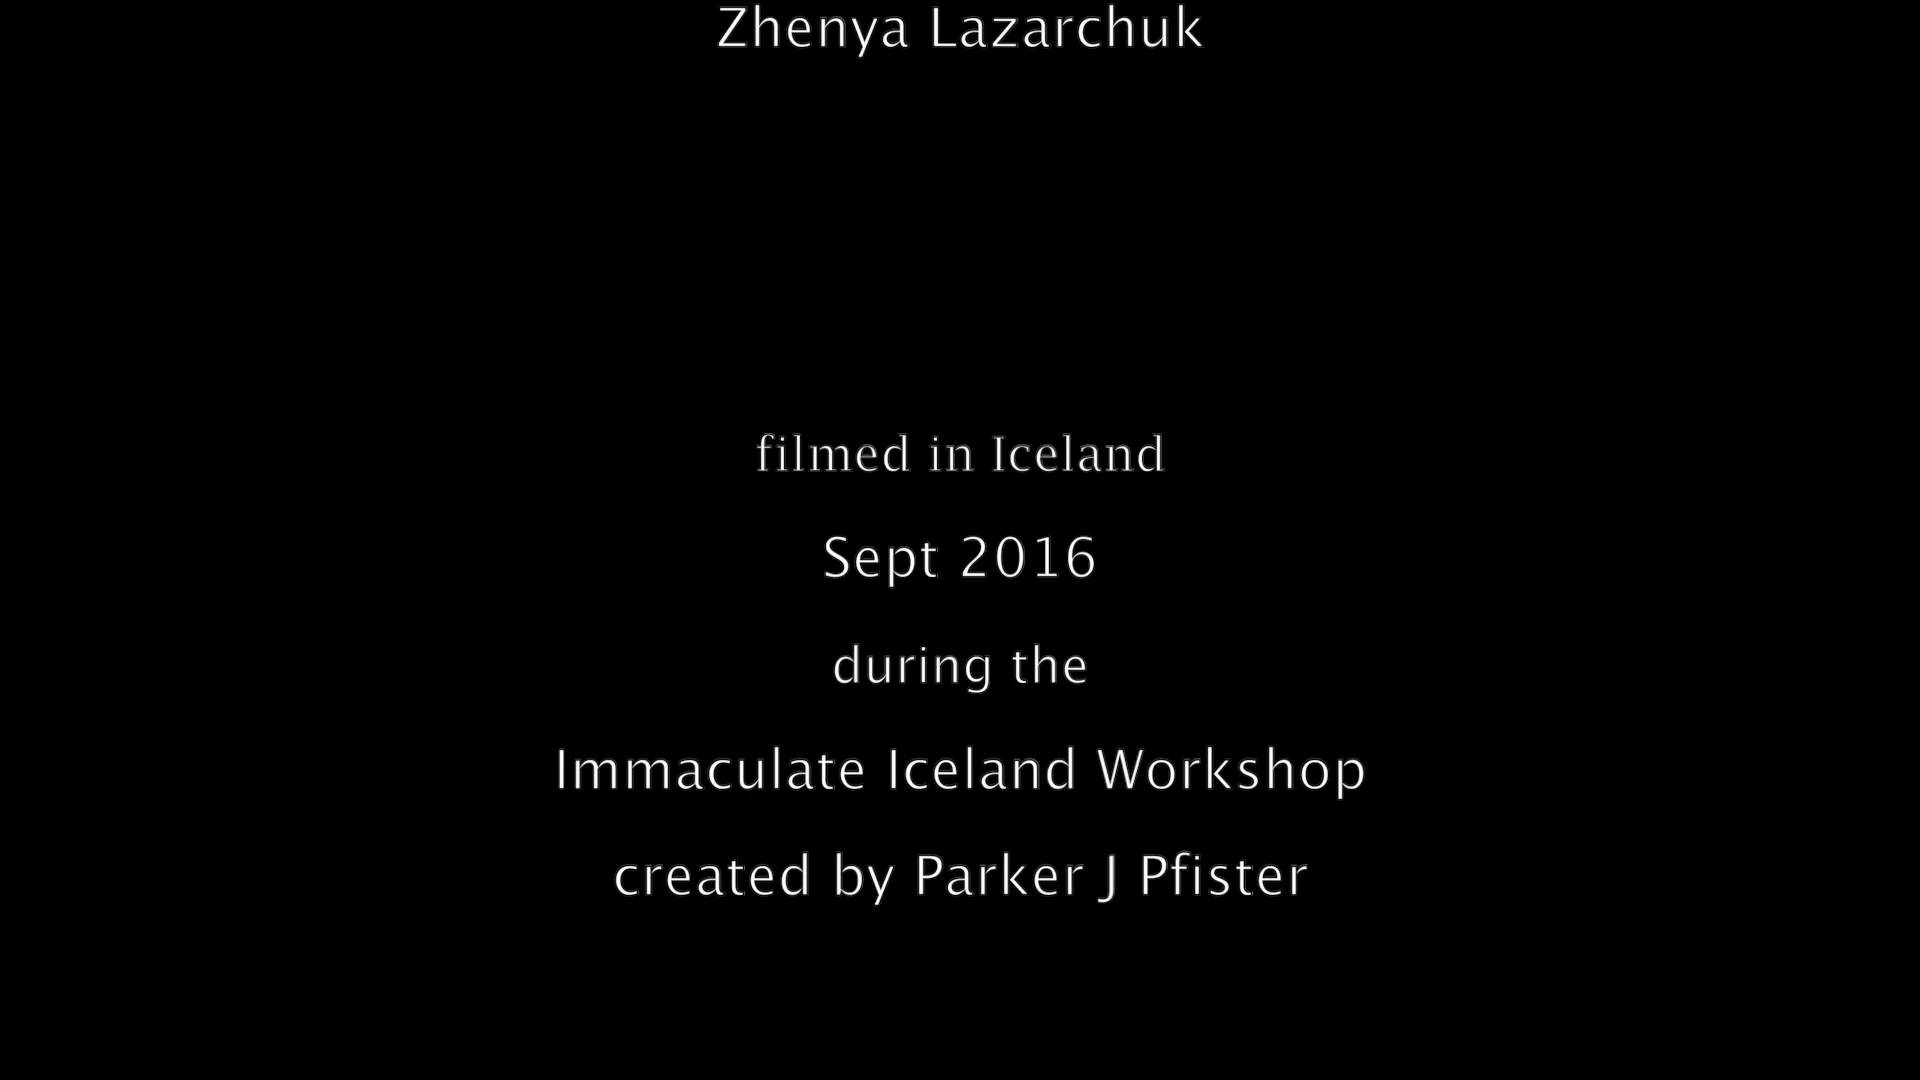 Zhenya Lazarchuk
filmed in Iceland
Sept 2016
during the
Immaculate Iceland Workshop
created by Parker J Pfister